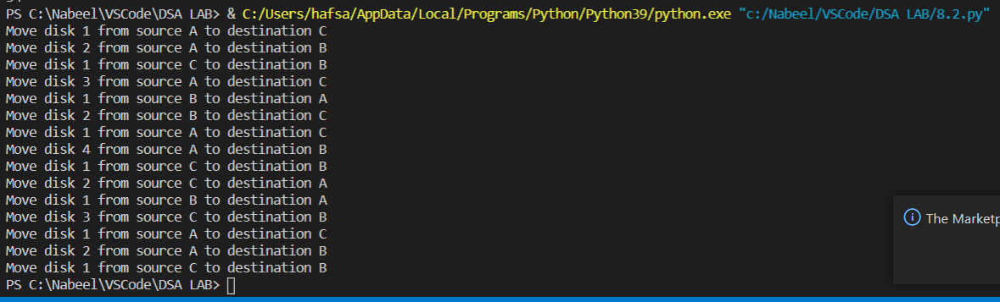 PS C:\Nabeel\VSCode\DSA LAB> & C:/Users/hafsa/AppData/Local/Programs/Python/Python39/python.exe "c:/Nabeel/VSCode/DSA LAB/8.2.py"
Move disk 1 from source A to destination C
Move disk 2 from source A to destination B
Move disk 1 from source C to destination B
Move disk 3 from source A to destination C
Move disk 1 from source B to destination A
Move disk 2 from source B to destination C
Move disk 1 from source A to destination C
Move disk 4 from source A to destination B
Move disk 1 from source C to destination B
Move disk 2 from source C to destination A
Move disk 1 from source B to destination A
Move disk 3 from source C to destination B
Move disk 1 from source A to destination C
Move disk 2 from source A to destination B
Move disk 1 from source C to destination B
PS C:\Nabeel\VSCode\DSA LAB>
The Marketp